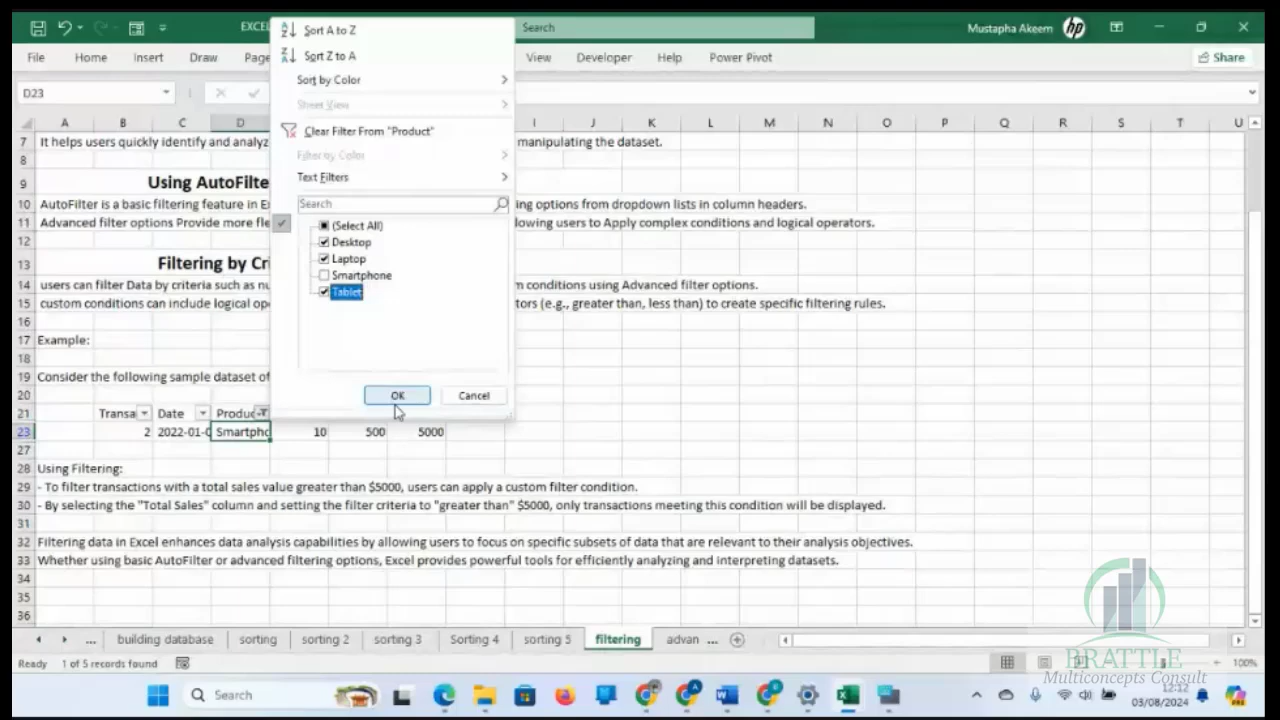 EXCEL
Search
Mustapha Akeem
hp
File Home Insert Draw Page View Developer Help Power Pivot Share
D23
Sort A to Z
Sort Z to A
Sort by Color
Sheet View
Clear Filter From "Product"
Filter by Color
Text Filters
Search
(Select All)
Desktop
Laptop
Smartphone
Tablet
OK Cancel
A B C D I J K L M N O P Q R S T U
7 It helps users quickly identify and analyz manipulating the dataset.
8
9 Using AutoFilte
10 AutoFilter is a basic filtering feature in Ex ing options from dropdown lists in column headers.
11 Advanced filter options Provide more fle lowing users to Apply complex conditions and logical operators.
12
13 Filtering by Cri
14 users can filter Data by criteria such as nu m conditions using Advanced filter options.
15 custom conditions can include logical ope tors (e.g., greater than, less than) to create specific filtering rules.
16
17 Example:
18
19 Consider the following sample dataset of
20
21 Transa Date Produc
23 2 2022-01-0 Smartpho 10 500 5000
27
28 Using Filtering:
29 - To filter transactions with a total sales value greater than $5000, users can apply a custom filter condition.
30 - By selecting the "Total Sales" column and setting the filter criteria to "greater than" $5000, only transactions meeting this condition will be displayed.
31
32 Filtering data in Excel enhances data analysis capabilities by allowing users to focus on specific subsets of data that are relevant to their analysis objectives.
33 Whether using basic AutoFilter or advanced filtering options, Excel provides powerful tools for efficiently analyzing and interpreting datasets.
34
35
36
... building database sorting sorting 2 sorting 3 Sorting 4 sorting 5 filtering advan ...
Ready 1 of 5 records found 100%
BRATTLE
Multiconcepts Consult
Search
12:12
03/08/2024